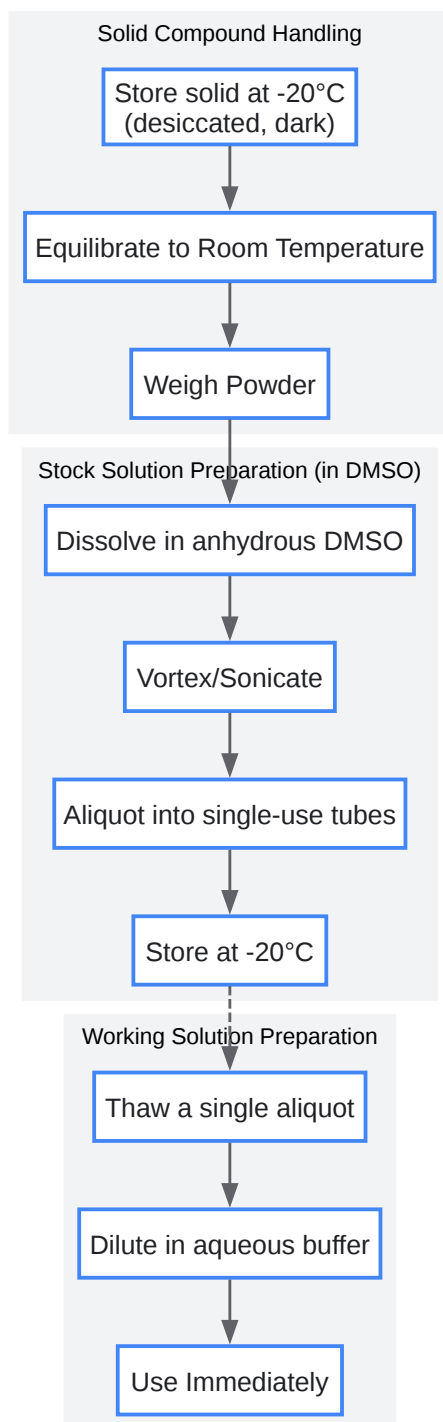 Solid Compound Handling
Store solid at -20°C
(desiccated, dark)
Equilibrate to Room Temperature
Weigh Powder
Stock Solution Preparation (in DMSO)
Dissolve in anhydrous DMSO
Vortex/Sonicate
Aliquot into single-use tubes
Store at -20°C
Working Solution Preparation
Thaw a single aliquot
Dilute in aqueous buffer
Use Immediately